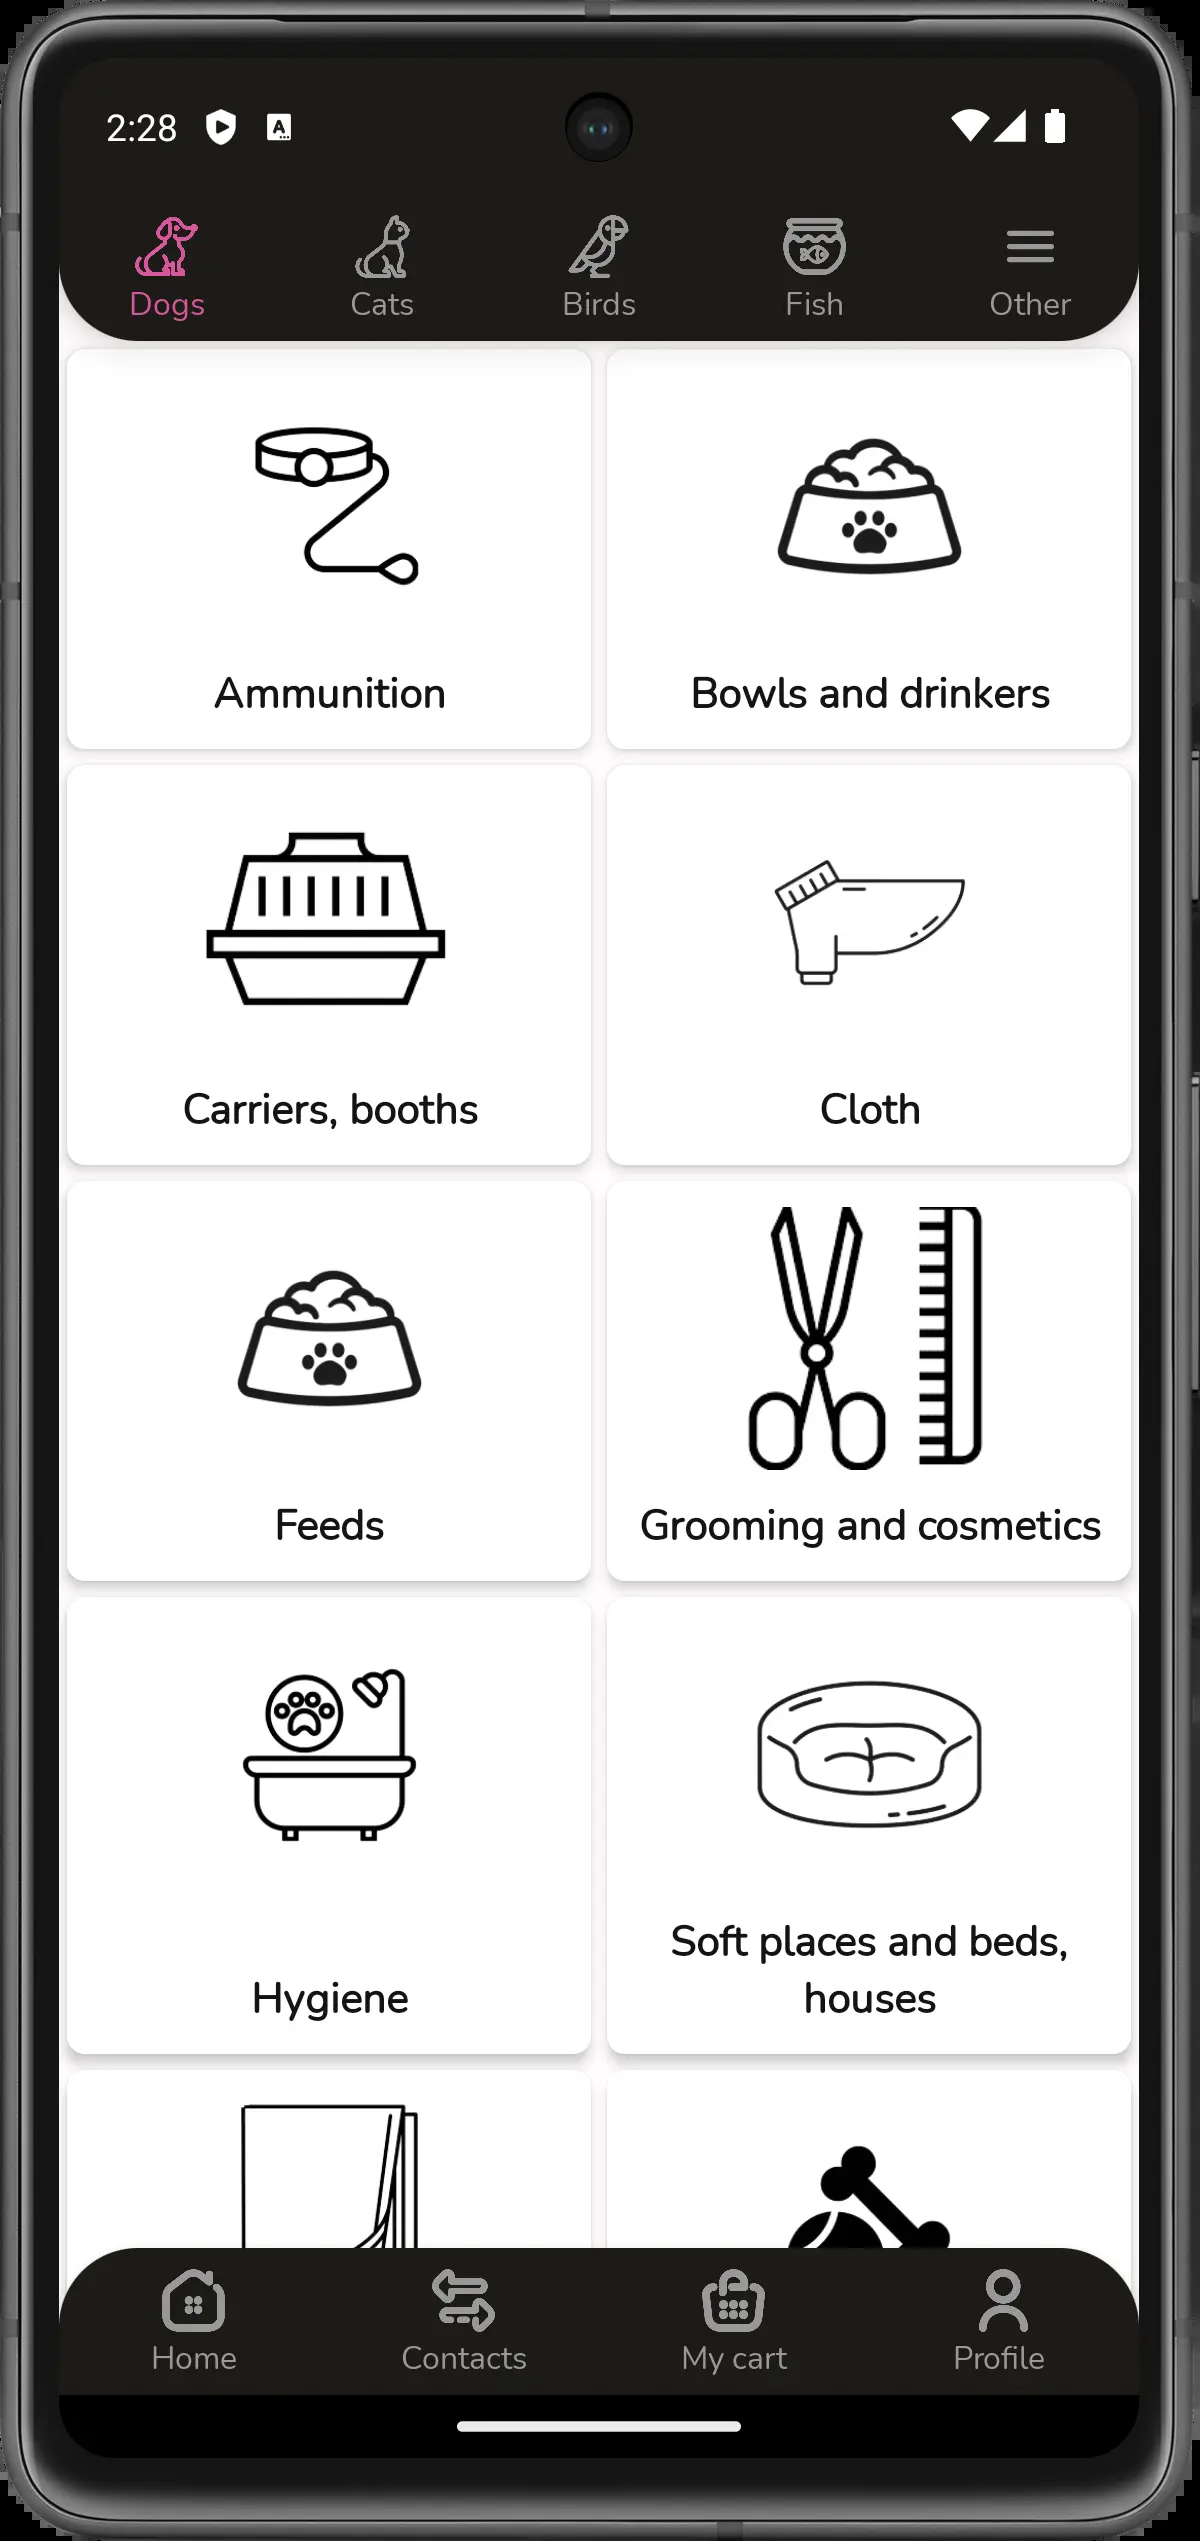 2:28
A
Dogs
Cats
Birds
Fish
Other
Ammunition
Bowls and drinkers
Carriers, booths
Cloth
Feeds
Grooming and cosmetics
Hygiene
Soft places and beds,
houses
Home
Contacts
My cart
Profile